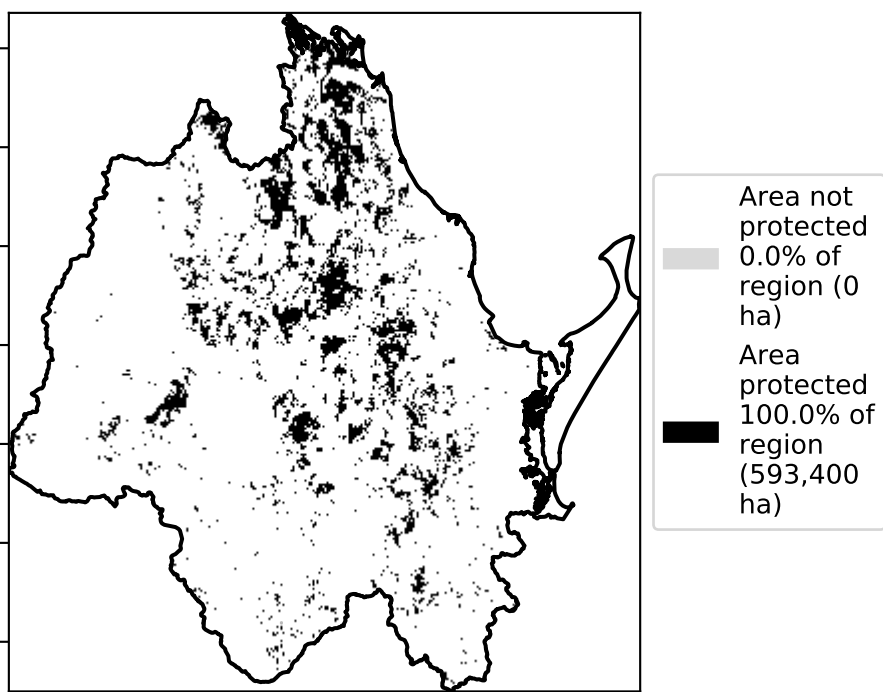 Area not
protected
0.0% of
region (0
ha)
Area
protected
100.0% of
region
(593,400
ha)